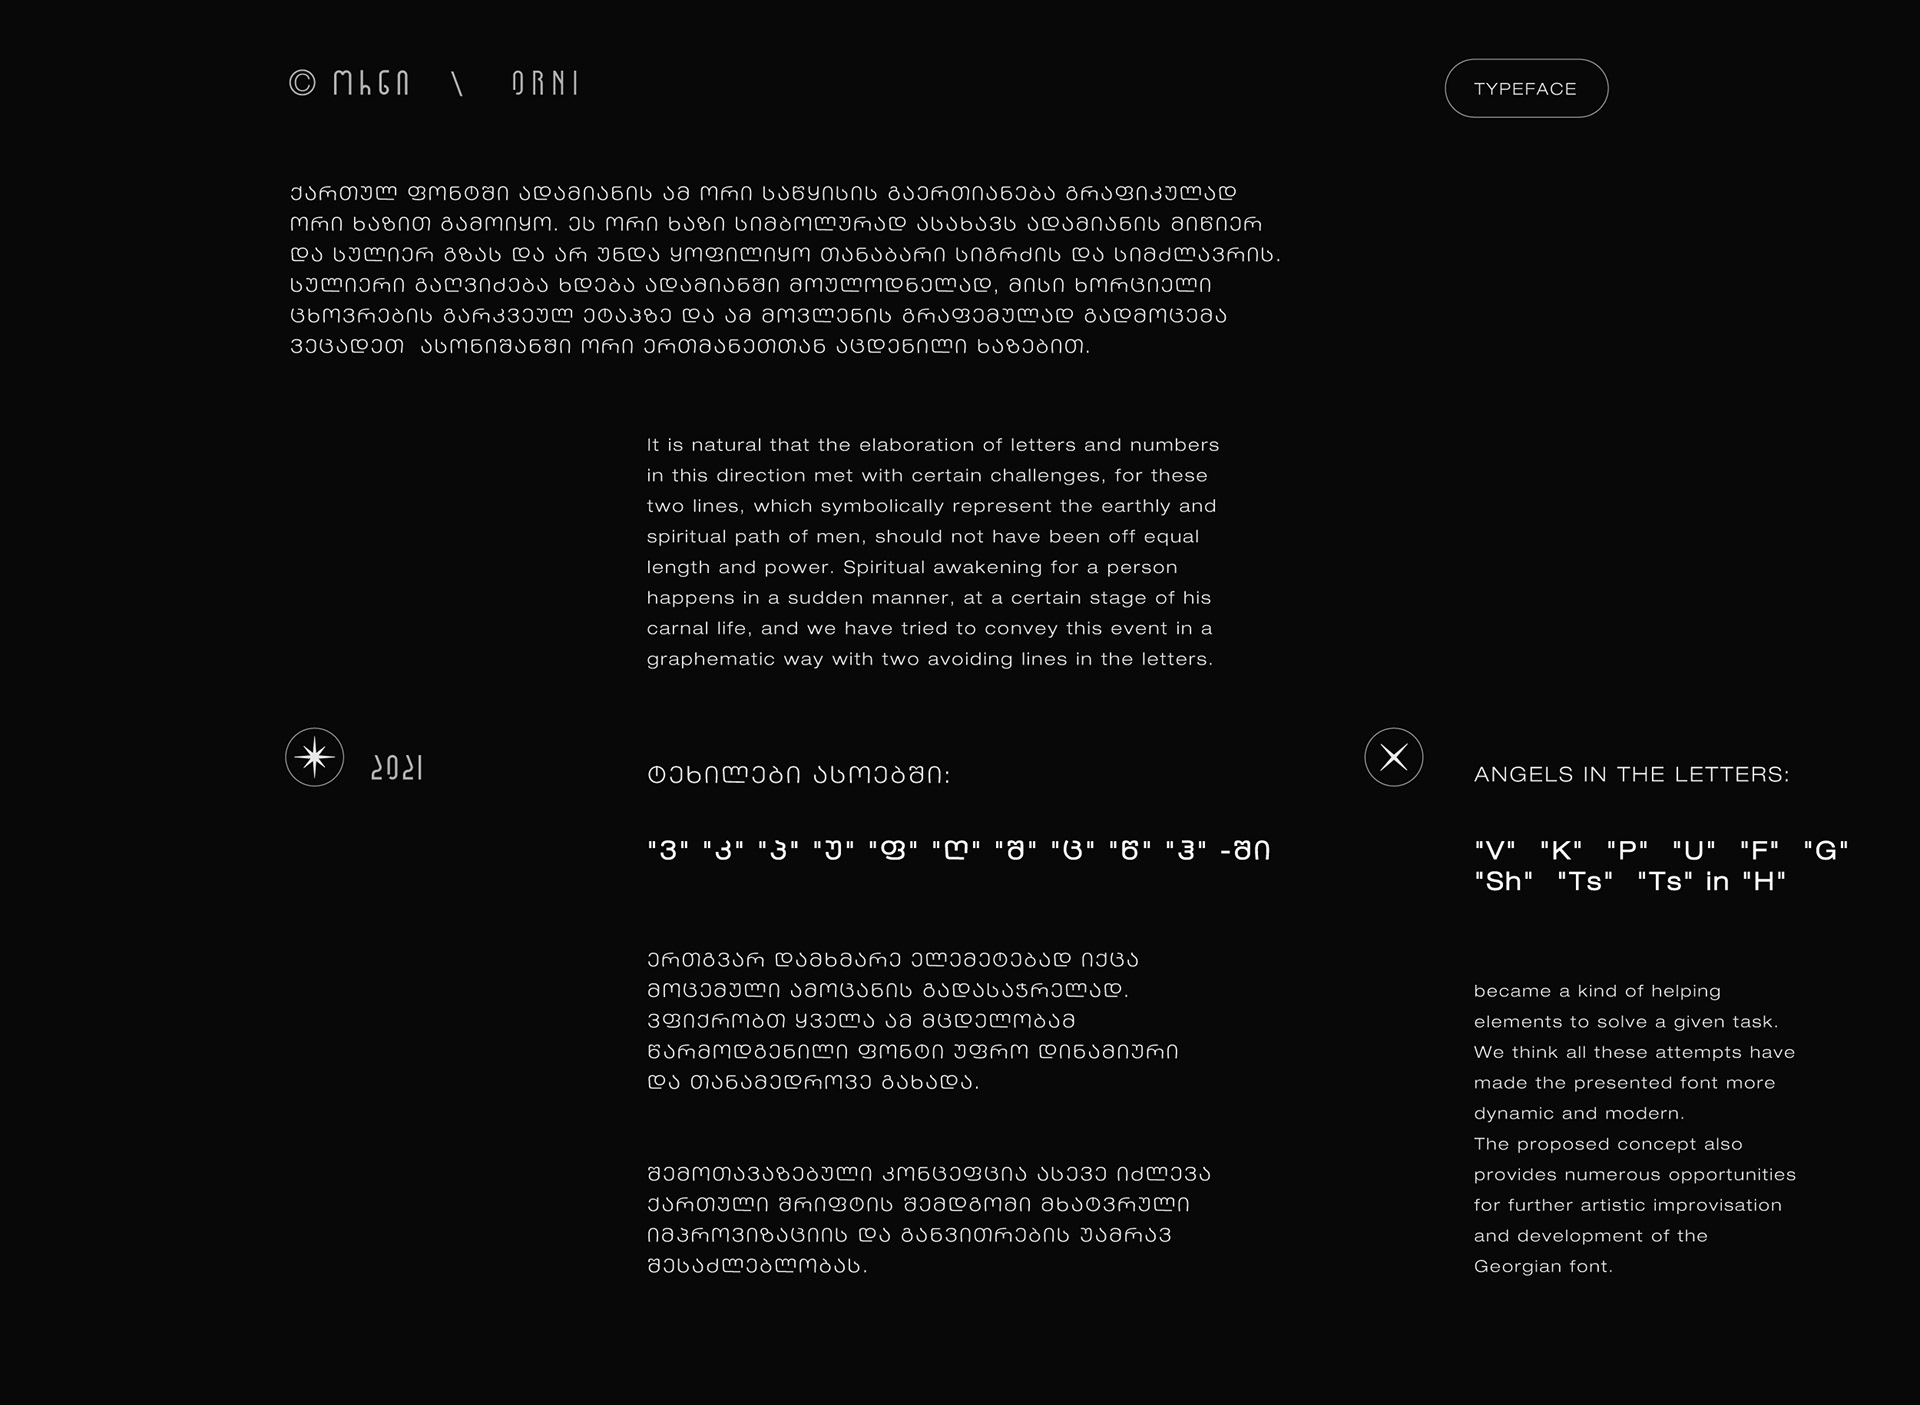 © ორნი \ ORNI
TYPEFACE
ქართულ ფონტში ადამიანის ამ ორი საწყისის გაერთიანება გრაფიკულად
ორი ხაზით გამოიყო. ეს ორი ხაზი სიმბოლურად ასახავს ადამიანის მიწიერ
და სულიერ გზას და არ უნდა ყოფილიყო თანაბარი სიგრძის და სიმძლავრის.
სულიერი გაღვიძება ხდება ადამიანში მოულოდნელად, მისი ხორციელი
ცხოვრების გარკვეულ ეტაპზე და ამ მოვლენის გრაფემულად გადმოცემა
ვეცადეთ ასონიშანში ორი ერთმანეთთან აცდენილი ხაზებით.
It is natural that the elaboration of letters and numbers
in this direction met with certain challenges, for these
two lines, which symbolically represent the earthly and
spiritual path of men, should not have been off equal
length and power. Spiritual awakening for a person
happens in a sudden manner, at a certain stage of his
carnal life, and we have tried to convey this event in a
graphematic way with two avoiding lines in the letters.
2021
ტეხილები ასოებში:
"ვ" "კ" "პ" "უ" "ფ" "ღ" "შ" "ც" "წ" "ჰ" -ში
ერთგვარ დამხმარე ელემეტებად იქცა
მოცემული ამოცანის გადასაჭრელად.
ვფიქრობთ ყველა ამ მცდელობამ
წარმოდგენილი ფონტი უფრო დინამიური
და თანამედროვე გახადა.
შემოთავაზებული კონცეფცია ასევე იძლევა
ქართული შრიფტის შემდგომი მხატვრული
იმპროვიზაციის და განვითრების უამრავ
შესაძლებლობას.
ANGELS IN THE LETTERS:
"V" "K" "P" "U" "F" "G"
"Sh" "Ts" "Ts" in "H"
became a kind of helping
elements to solve a given task.
We think all these attempts have
made the presented font more
dynamic and modern.
The proposed concept also
provides numerous opportunities
for further artistic improvisation
and development of the
Georgian font.